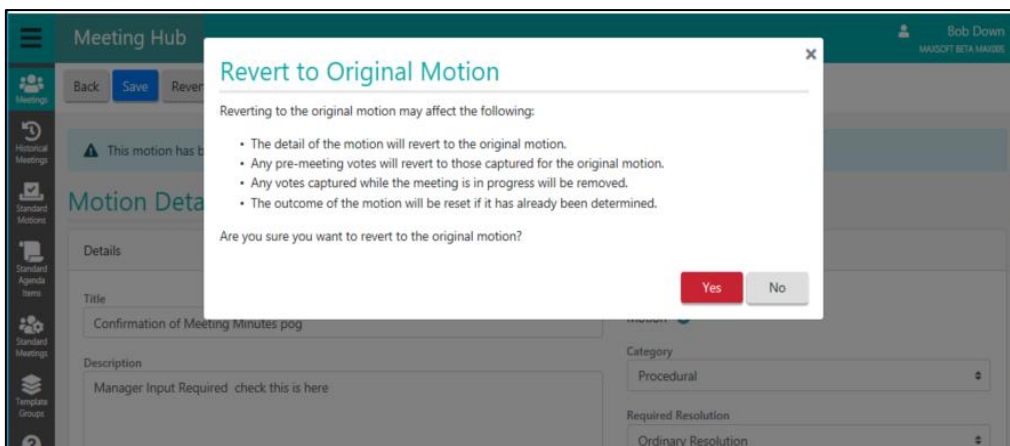 Meeting Hub
Bob Down
MAXSOFT BETA MAX005
Meetings
Historical
Meetings
Standard
Motions
Standard
Agenda
Items
Standard
Meetings
Template
Groups
Back
Save
Rever
This motion has b
Motion Deta
Details
Title
Confirmation of Meeting Minutes pog
Description
Manager Input Required check this is here
Category
Procedural
Required Resolution
Ordinary Resolution
Revert to Original Motion
Reverting to the original motion may affect the following:
• The detail of the motion will revert to the original motion.
• Any pre-meeting votes will revert to those captured for the original motion.
• Any votes captured while the meeting is in progress will be removed.
• The outcome of the motion will be reset if it has already been determined.
Are you sure you want to revert to the original motion?
Yes
No